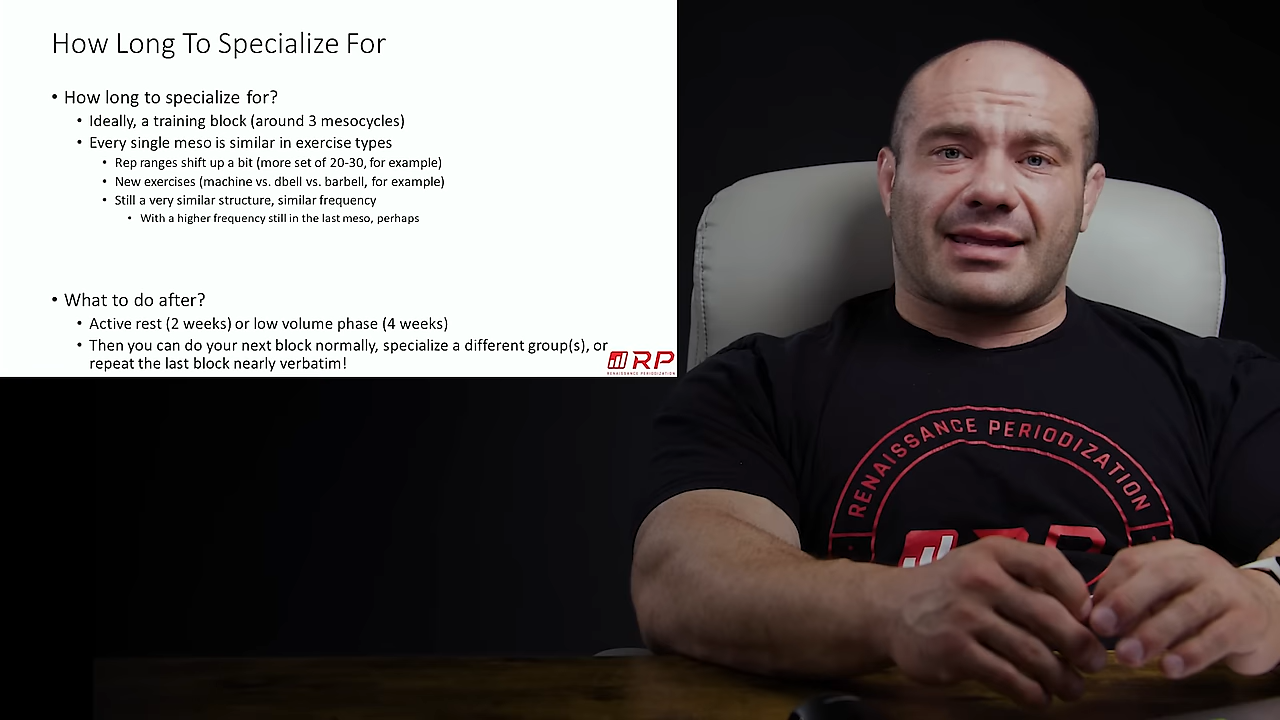 How Long To Specialize For
• How long to specialize for?
• Ideally, a training block (around 3 mesocycles)
• Every single meso is similar in exercise types
• Rep ranges shift up a bit (more set of 20-30, for example)
• New exercises (machine vs. dbell vs. barbell, for example)
• Still a very similar structure, similar frequency
• With a higher frequency still in the last meso, perhaps
• What to do after?
• Active rest (2 weeks) or low volume phase (4 weeks)
• Then you can do your next block normally, specialize a different group(s), or
repeat the last block nearly verbatim!
RP
RENAISSANCE PERIODIZATION
RENAISSANCE PERIODIZATION
RP